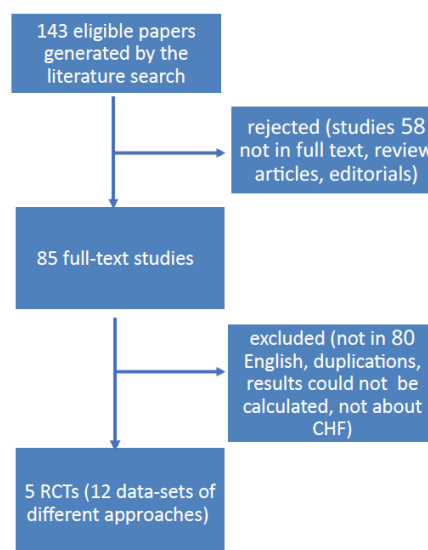 143 eligible papers
generated by the
literature search
rejected (studies 58
not in full text, review
articles, editorials)
85 full-text studies
excluded (not in 80
English, duplications,
results could not be
calculated, not about
CHF)
5 RCTs (12 data-sets of
different approaches)